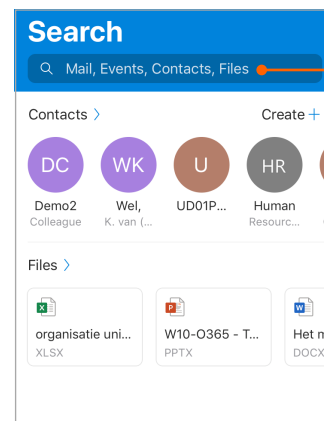 Search
Mail, Events, Contacts, Files
Contacts >
Create +
DC
WK
U
HR
Demo2
Wel,
UD01P...
Human
Colleague
K. van (...
Resourc...
Files >
organisatie uni...
W10-O365 - T...
Het
XLSX
PPTX
DOCX